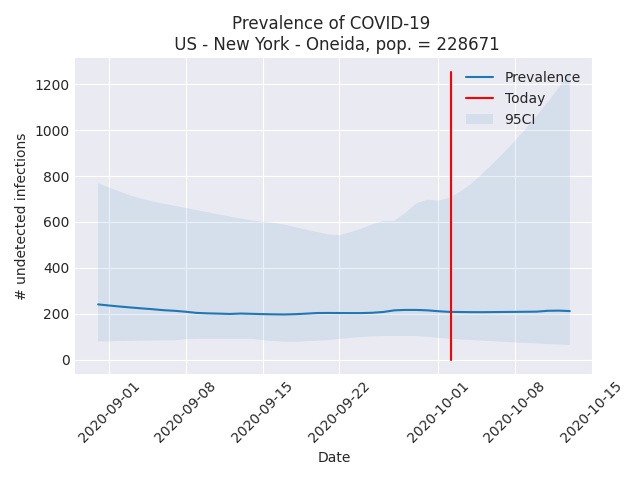 Prevalence of COVID-19
US - New York - Oneida, pop. = 228671
Prevalence
Today
95CI
# undetected infections
1200
1000
800
600
400
200
0
2020-09-01
2020-09-08
2020-09-15
2020-09-22
2020-10-01
2020-10-08
2020-10-15
Date